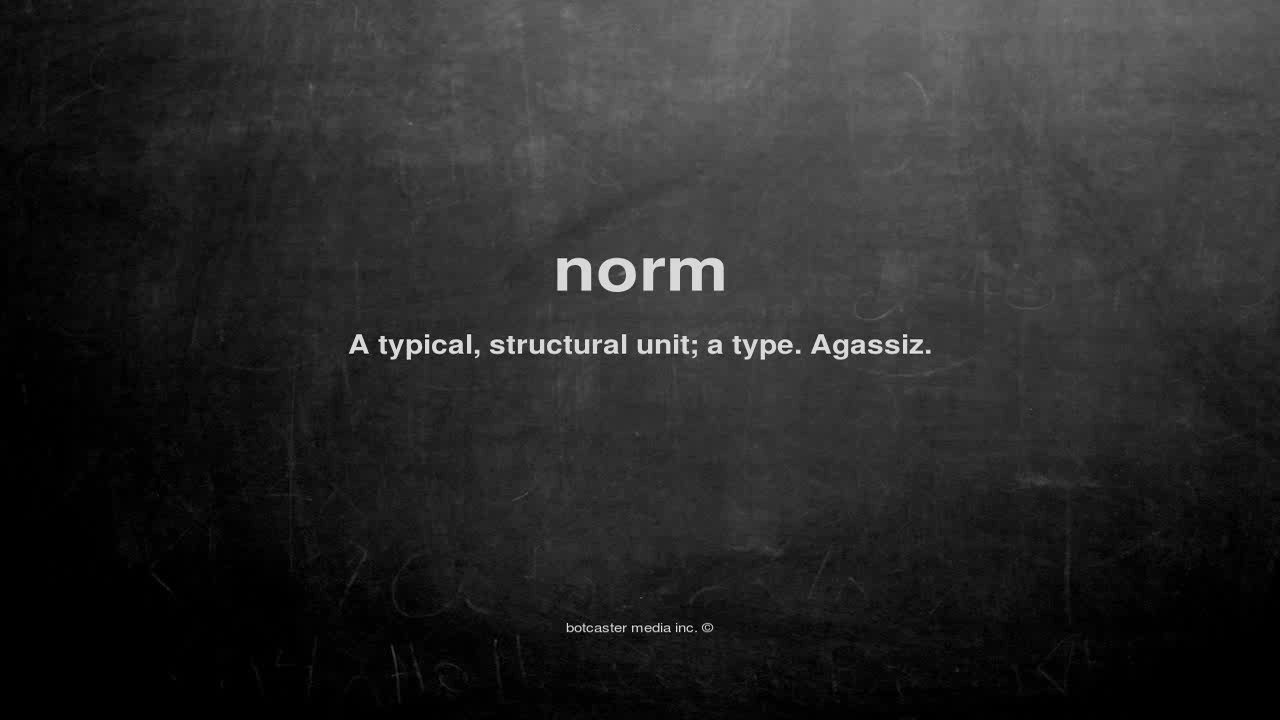 norm
A typical, structural unit; a type. Agassiz.
botcaster media inc. ©